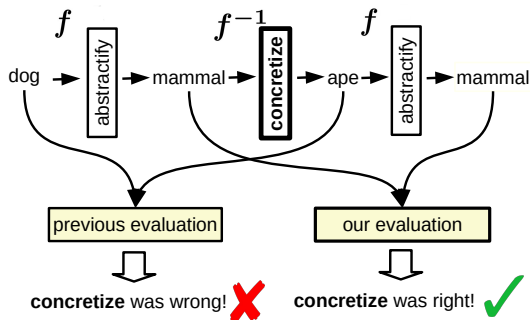 f f⁻¹ f
dog abstractify mammal concretize ape abstractify mammal
previous evaluation our evaluation
concretize was wrong! concretize was right!